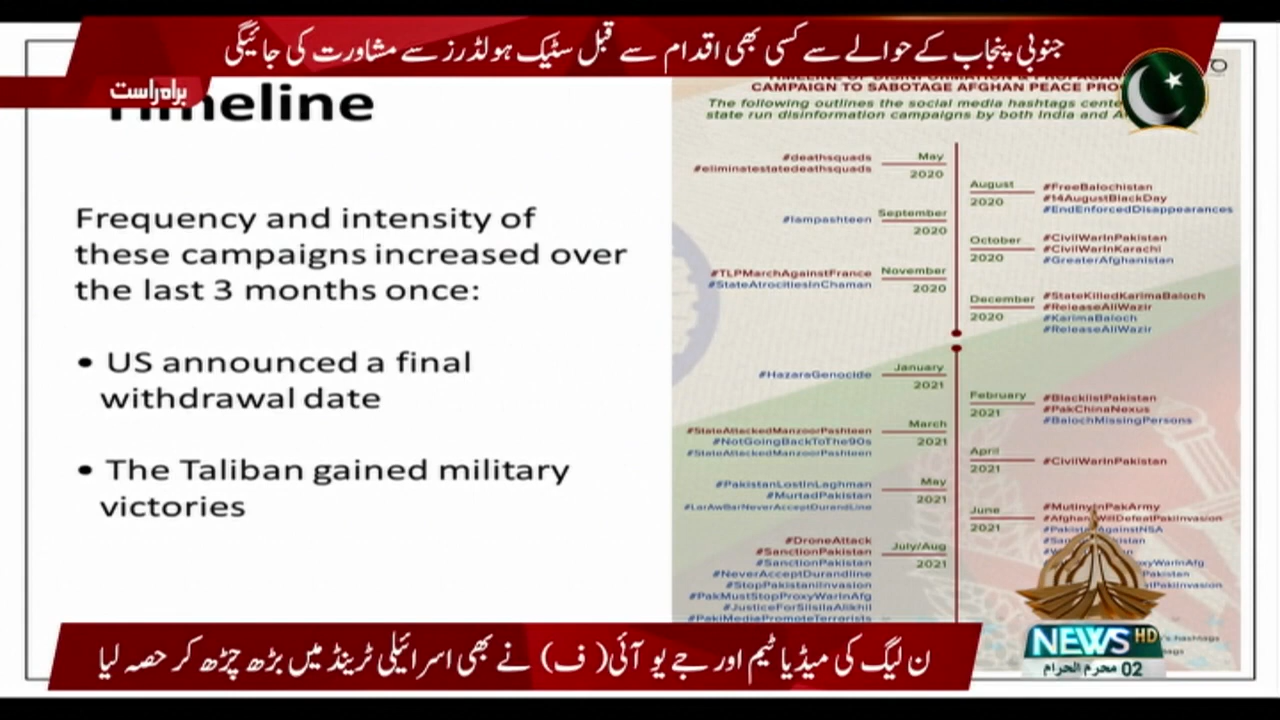 جنوبی پنجاب کے حوالے سے کسی بھی اقدام سے قبل سٹیک ہولڈرز سے مشاورت کی جائیگی
براہ راست
Timeline
Frequency and intensity of
these campaigns increased over
the last 3 months once:
• US announced a final
withdrawal date
• The Taliban gained military
victories
CAMPAIGN TO SABOTAGE AFGHAN PEACE
The following outlines the social media hashtags
state run disinformation campaigns by both India and
#deathsquads
#eliminatestatedeathsquads
May
2020
August
2020
#FreeBalochistan
#14AugustBlackDay
#EndEnforcedDisappearances
#Iampashteen
September
2020
October
2020
#CivilWarInPakistan
#CivilWarInKarachi
#GreaterAfghanistan
#TLPMarchAgainstFrance
#StateAtrocitiesInChaman
November
2020
December
2020
#StateKilledKarimaBaloch
#ReleaseAliWazir
#KarimaBaloch
#ReleaseAliWazir
#HazaraGenocide
January
2021
February
2021
#BlacklistPakistan
#PakChinaNexus
#BalochMissingPersons
#StateAttackedManzoorPashteen
#NotGoingBackToThe90s
#StateAttackedManzoorPashteen
March
2021
April
2021
#CivilWarInPakistan
#PakistanLostInLaghman
#MurtadPakistan
#LarAwBarNeverAcceptDurandLine
May
2021
June
2021
#MutinyInPakArmy
#DroneAttack
#SanctionPakistan
#SanctionPakistan
#NeverAcceptDurandline
#StopPakistaniInvasion
#PakMustStopProxyWarInAfg
#JusticeForSilsilaAlikhil
#PakiMediaPromoteTerrorists
July/Aug
2021
NEWS HD
02 محرم الحرام
ن لیگ کی میڈیا ٹیم اور جے یو آئی( ف) نے بھی اسرائیلی ٹرینڈ میں بڑھ چڑھ کر حصہ لیا